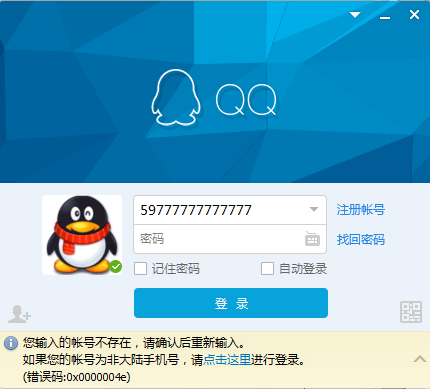 QQ
59777777777777
注册帐号
密码
找回密码
记住密码
自动登录
登 录
您输入的帐号不存在，请确认后重新输入。
如果您的帐号为非大陆手机号，请点击这里进行登录。
(错误码:0x0000004e)